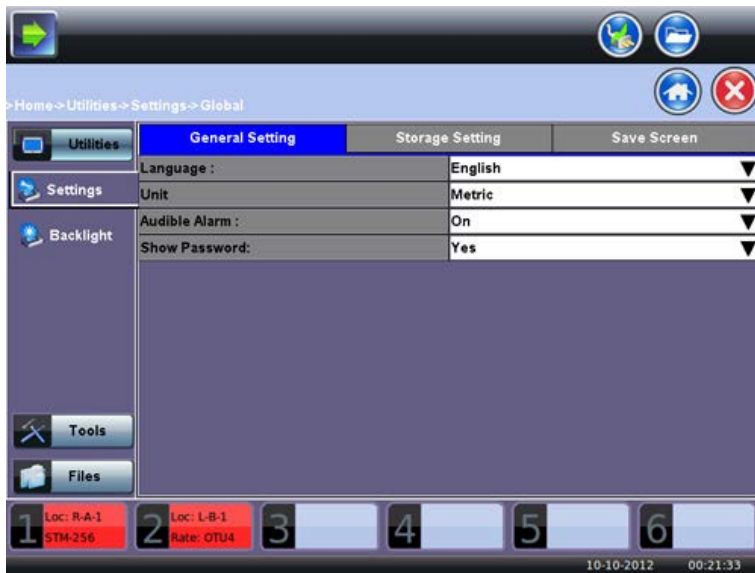 >Home->Utilities->Settings->Global
Utilities
Settings
Backlight
Tools
Files
General Setting
Storage Setting
Save Screen
Language :
English
Unit
Metric
Audible Alarm :
On
Show Password:
Yes
1
Loc: R-A-1
STM-256
2
Loc: L-B-1
Rate: OTU4
3
4
5
6
10-10-2012
00:21:33